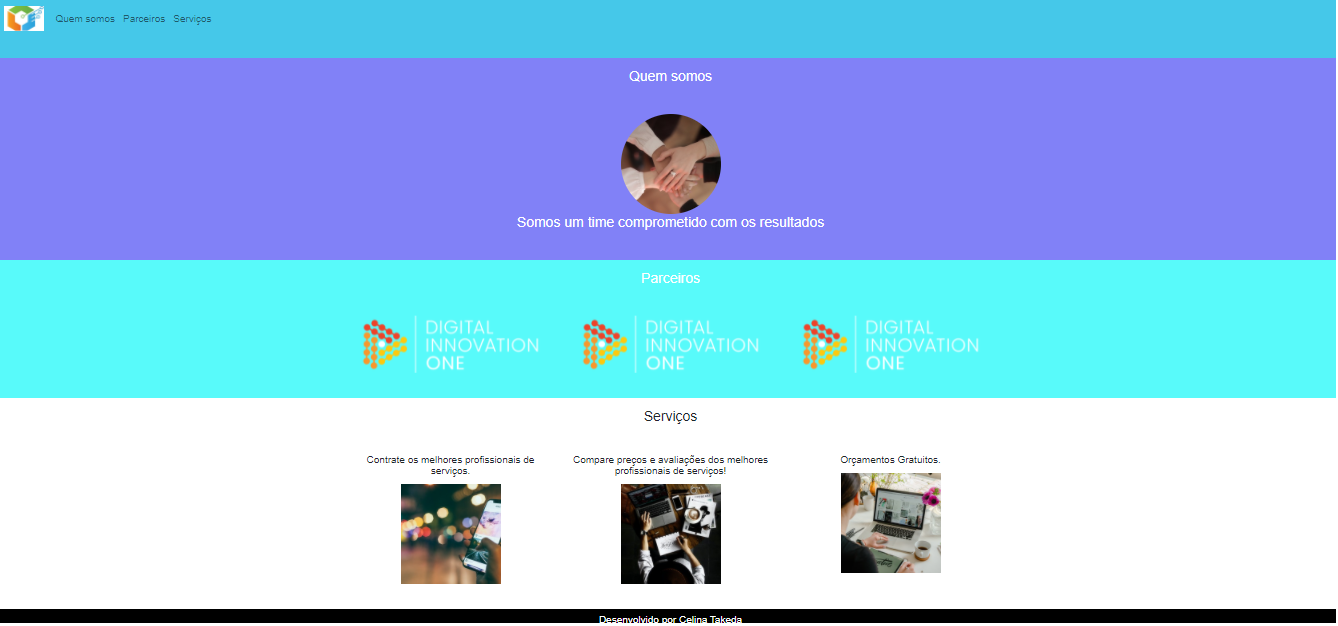 Quem somos Parceiros Serviços
Quem somos
Somos um time comprometido com os resultados
Parceiros
DIGITAL
INNOVATION
ONE
DIGITAL
INNOVATION
ONE
DIGITAL
INNOVATION
ONE
Serviços
Contrate os melhores profissionais de
serviços.
Compare preços e avaliações dos melhores
profissionais de serviços!
Orçamentos Gratuitos.
Desenvolvido por Celina Takeda